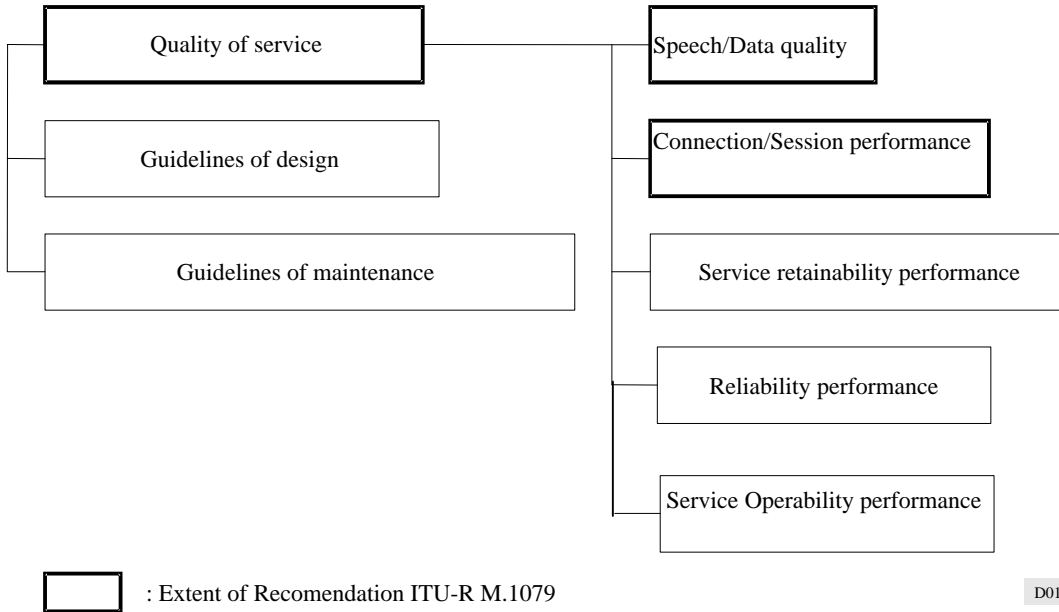 Quality of service
Speech/Data quality
Guidelines of design
Connection/Session performance
Guidelines of maintenance
Service retainability performance
Reliability performance
Service Operability performance
: Extent of Recomendation ITU-R M.1079
D01